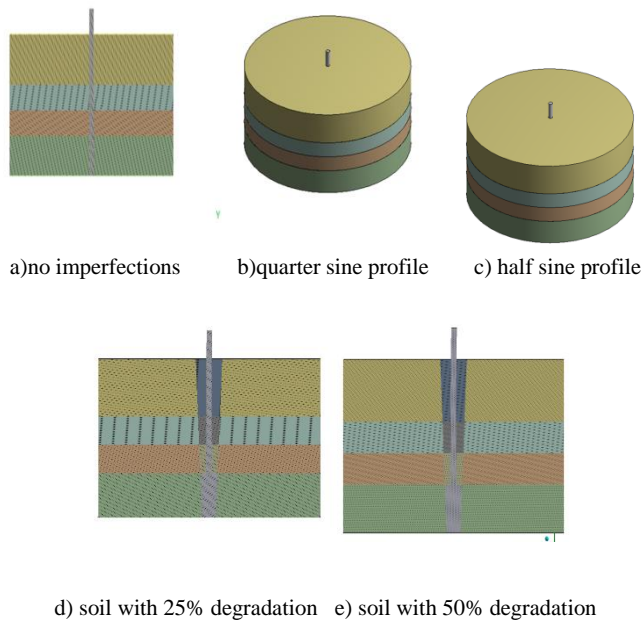 Y
a)no imperfections
b)quarter sine profile
c) half sine profile
d) soil with 25% degradation
e) soil with 50% degradation